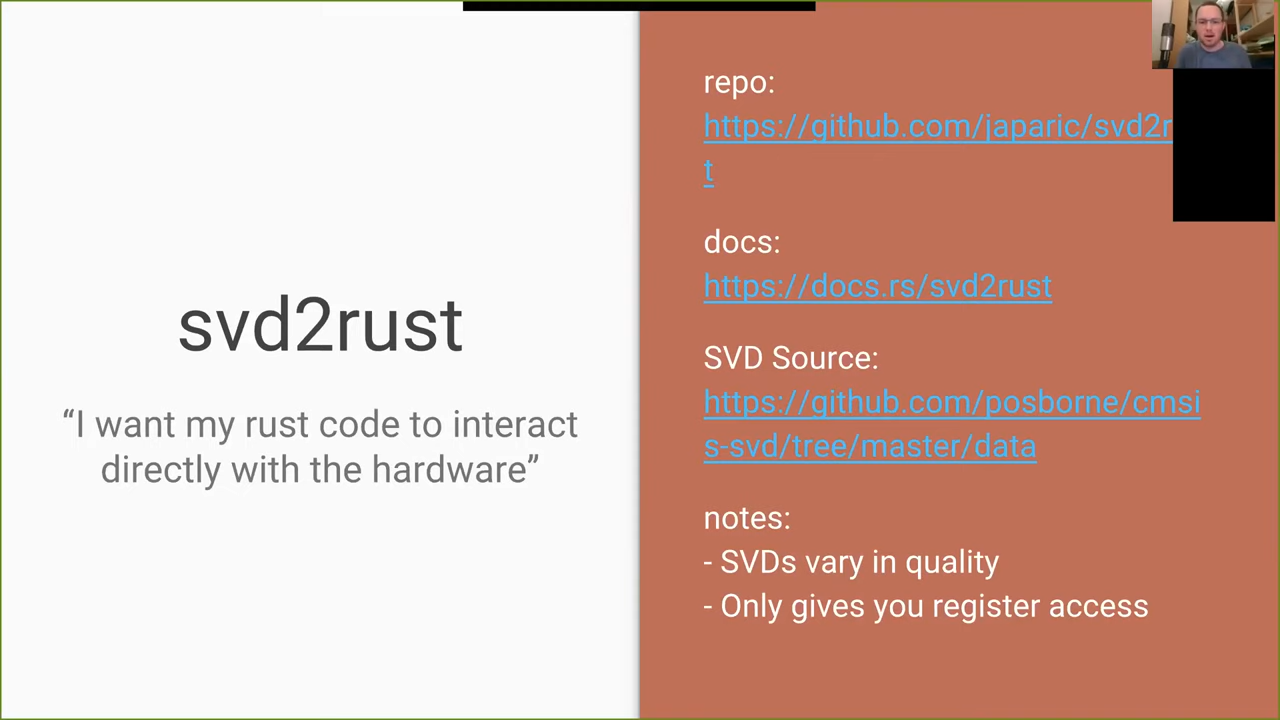 svd2rust
“I want my rust code to interact
directly with the hardware”
repo:
https://github.com/japaric/svd2r
t
docs:
https://docs.rs/svd2rust
SVD Source:
https://github.com/posborne/cmsi
s-svd/tree/master/data
notes:
- SVDs vary in quality
- Only gives you register access